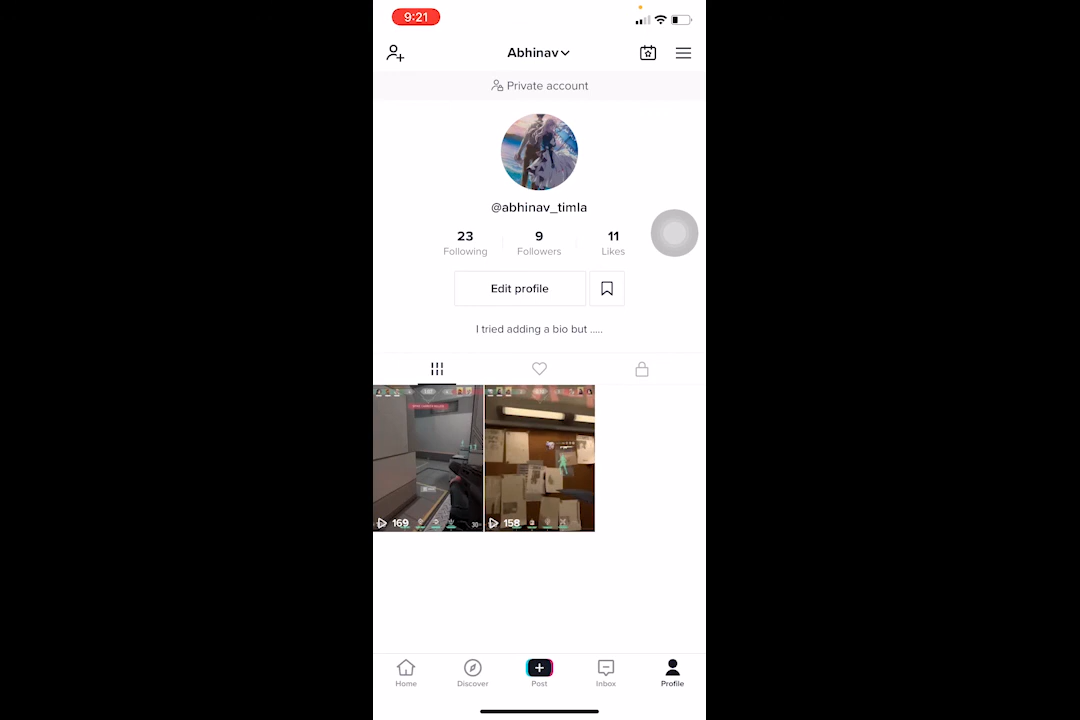 9:21
Abhinav
Private account
@abhinav_timla
23
Following
9
Followers
11
Likes
Edit profile
I tried adding a bio but .....
169
158
Home
Discover
Post
Inbox
Profile